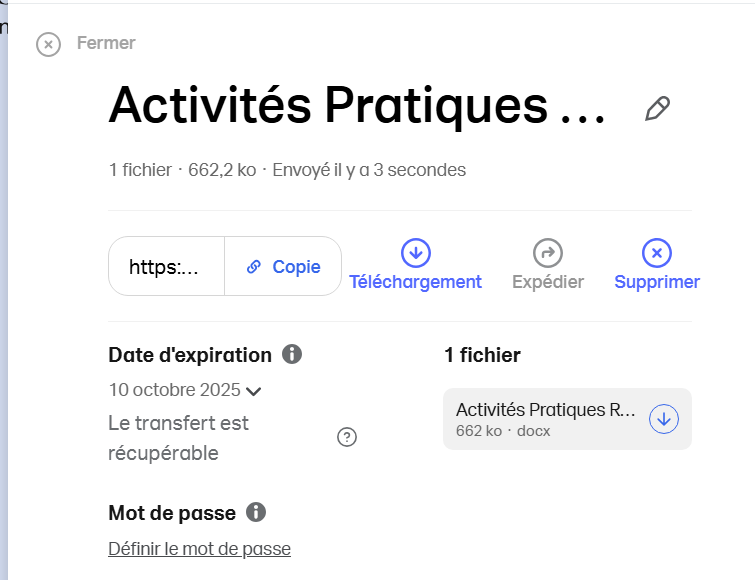 Fermer
Activités Pratiques ...
1 fichier · 662,2 ko · Envoyé il y a 3 secondes
https:... Copie
Téléchargement Expédier Supprimer
Date d'expiration
10 octobre 2025
Le transfert est
récupérable
Mot de passe
Définir le mot de passe
1 fichier
Activités Pratiques R...
662 ko · docx